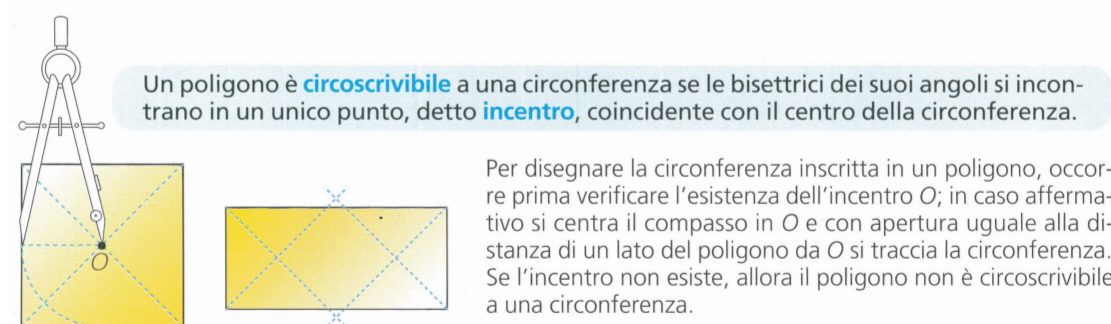 Un poligono è circoscrivibile a una circonferenza se le bisettrici dei suoi angoli si incon-
trano in un unico punto, detto incentro, coincidente con il centro della circonferenza.
Per disegnare la circonferenza inscritta in un poligono, occor-
re prima verificare l'esistenza dell'incentro O; in caso afferma-
tivo si centra il compasso in O e con apertura uguale alla di-
stanza di un lato del poligono da O si traccia la circonferenza.
Se l'incentro non esiste, allora il poligono non è circoscrivibile
a una circonferenza.
O